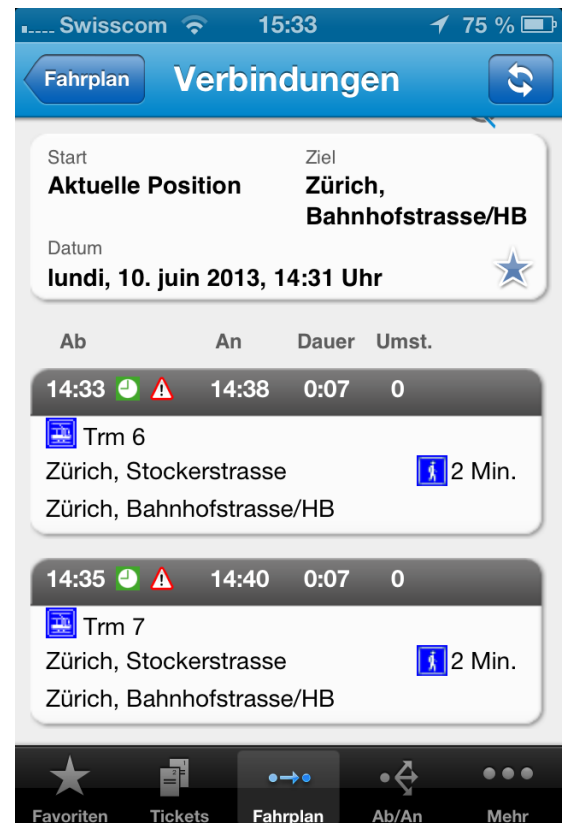 Swisscom 15:33 75 %
Fahrplan Verbindungen
Start Ziel
Aktuelle Position Zürich,
Bahnhofstrasse/HB
Datum
lundi, 10. juin 2013, 14:31 Uhr
Ab An Dauer Umst.
14:33 14:38 0:07 0
Trm 6
Zürich, Stockerstrasse 2 Min.
Zürich, Bahnhofstrasse/HB
14:35 14:40 0:07 0
Trm 7
Zürich, Stockerstrasse 2 Min.
Zürich, Bahnhofstrasse/HB
Favoriten Tickets Fahrplan Ab/An Mehr